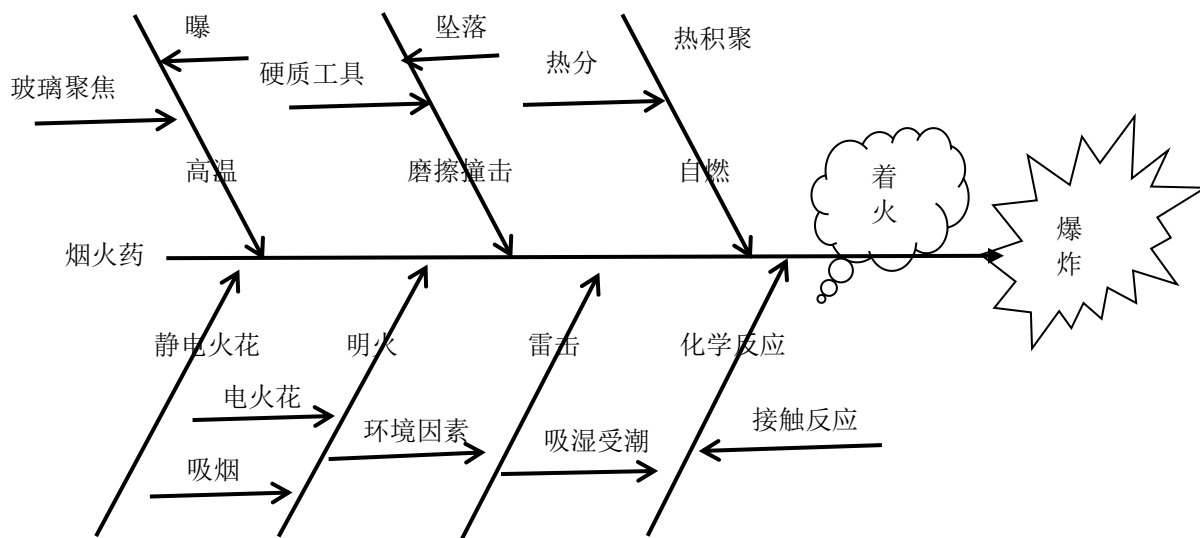 曝
坠落
热积聚
热分
硬质工具
玻璃聚焦
高温
磨擦撞击
自燃
着
火
爆
炸
烟火药
静电火花
明火
雷击
化学反应
电火花
环境因素
接触反应
吸湿受潮
吸烟